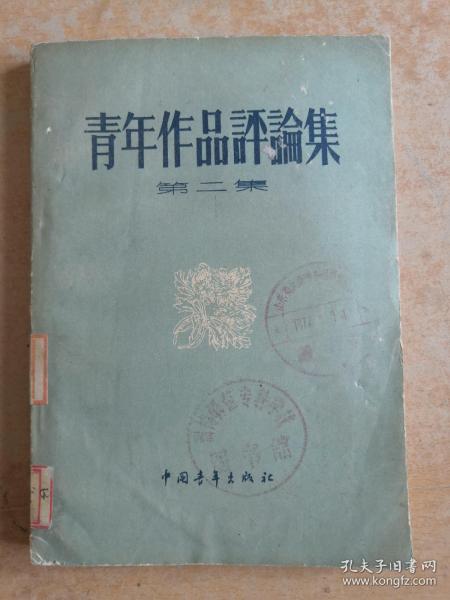 青年作品評論集
第二集
中国青年出版社
孔夫子旧书网
www.kongfz.com